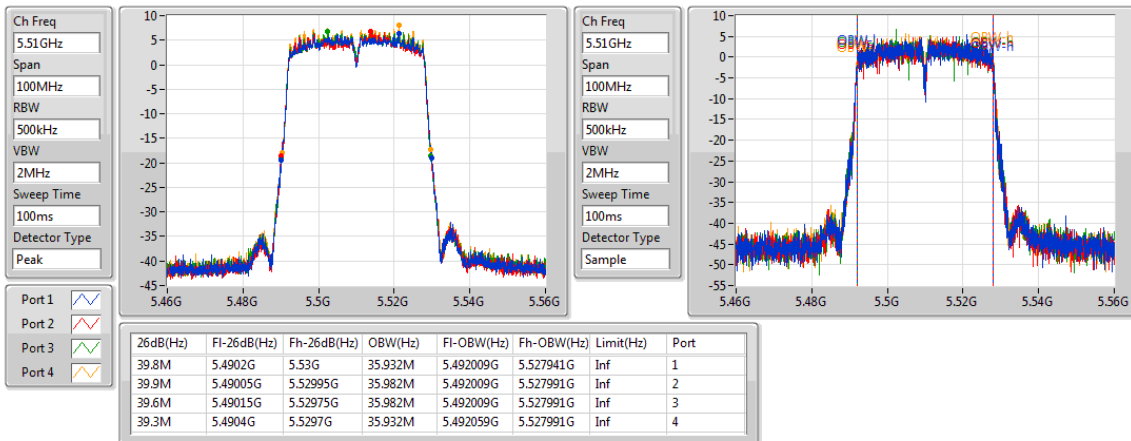 Ch Freq
5.51GHz
Span
100MHz
RBW
500kHz
VBW
2MHz
Sweep Time
100ms
Detector Type
Peak
10
5
0
-5
-10
-15
-20
-25
-30
-35
-40
-45
5.46G 5.48G 5.5G 5.52G 5.54G 5.56G
Ch Freq
5.51GHz
Span
100MHz
RBW
500kHz
VBW
2MHz
Sweep Time
100ms
Detector Type
Sample
10
5
0
-5
-10
-15
-20
-25
-30
-35
-40
-45
-50
-55
5.46G 5.48G 5.5G 5.52G 5.54G 5.56G
Port 1
Port 2
Port 3
Port 4
26dB(Hz) Fl-26dB(Hz) Fh-26dB(Hz) OBW(Hz) Fl-OBW(Hz) Fh-OBW(Hz) Limit(Hz) Port
39.8M 5.4902G 5.53G 35.932M 5.492009G 5.527941G Inf 1
39.9M 5.49005G 5.52995G 35.982M 5.492009G 5.527991G Inf 2
39.6M 5.49015G 5.52975G 35.982M 5.492009G 5.527991G Inf 3
39.3M 5.4904G 5.5297G 35.932M 5.492059G 5.527991G Inf 4